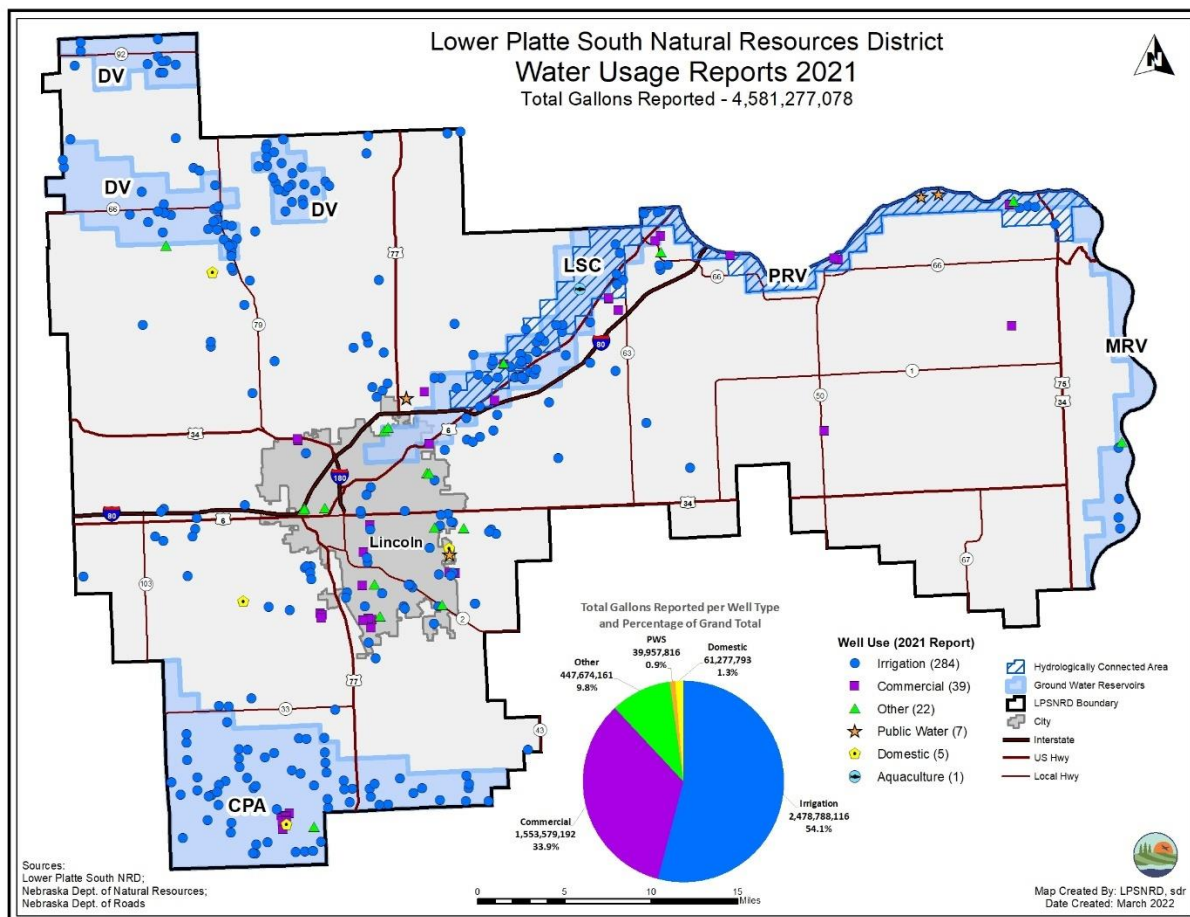 Lower Platte South Natural Resources District
Water Usage Reports 2021
Total Gallons Reported - 4,581,277,078
N
92
DV
DV
DV
66
77
79
LSC
PRV
66
66
MRV
80
63
1
75
34
50
34
6
180
80
6
34
Lincoln
103
2
67
77
33
43
CPA
Total Gallons Reported per Well Type
and Percentage of Grand Total
PWS
39,957,816
0.9%
Domestic
61,277,793
1.3%
Other
447,674,161
9.8%
Commercial
1,553,579,192
33.9%
Irrigation
2,478,788,116
54.1%
Well Use (2021 Report)
Irrigation (284)
Commercial (39)
Other (22)
Public Water (7)
Domestic (5)
Aquaculture (1)
Hydrologically Connected Area
Ground Water Reservoirs
LPSNRD Boundary
City
Interstate
US Hwy
Local Hwy
Sources:
Lower Platte South NRD;
Nebraska Dept. of Natural Resources;
Nebraska Dept. of Roads
0 5 10 15
Miles
Map Created By: LPSNRD, sdr
Date Created: March 2022